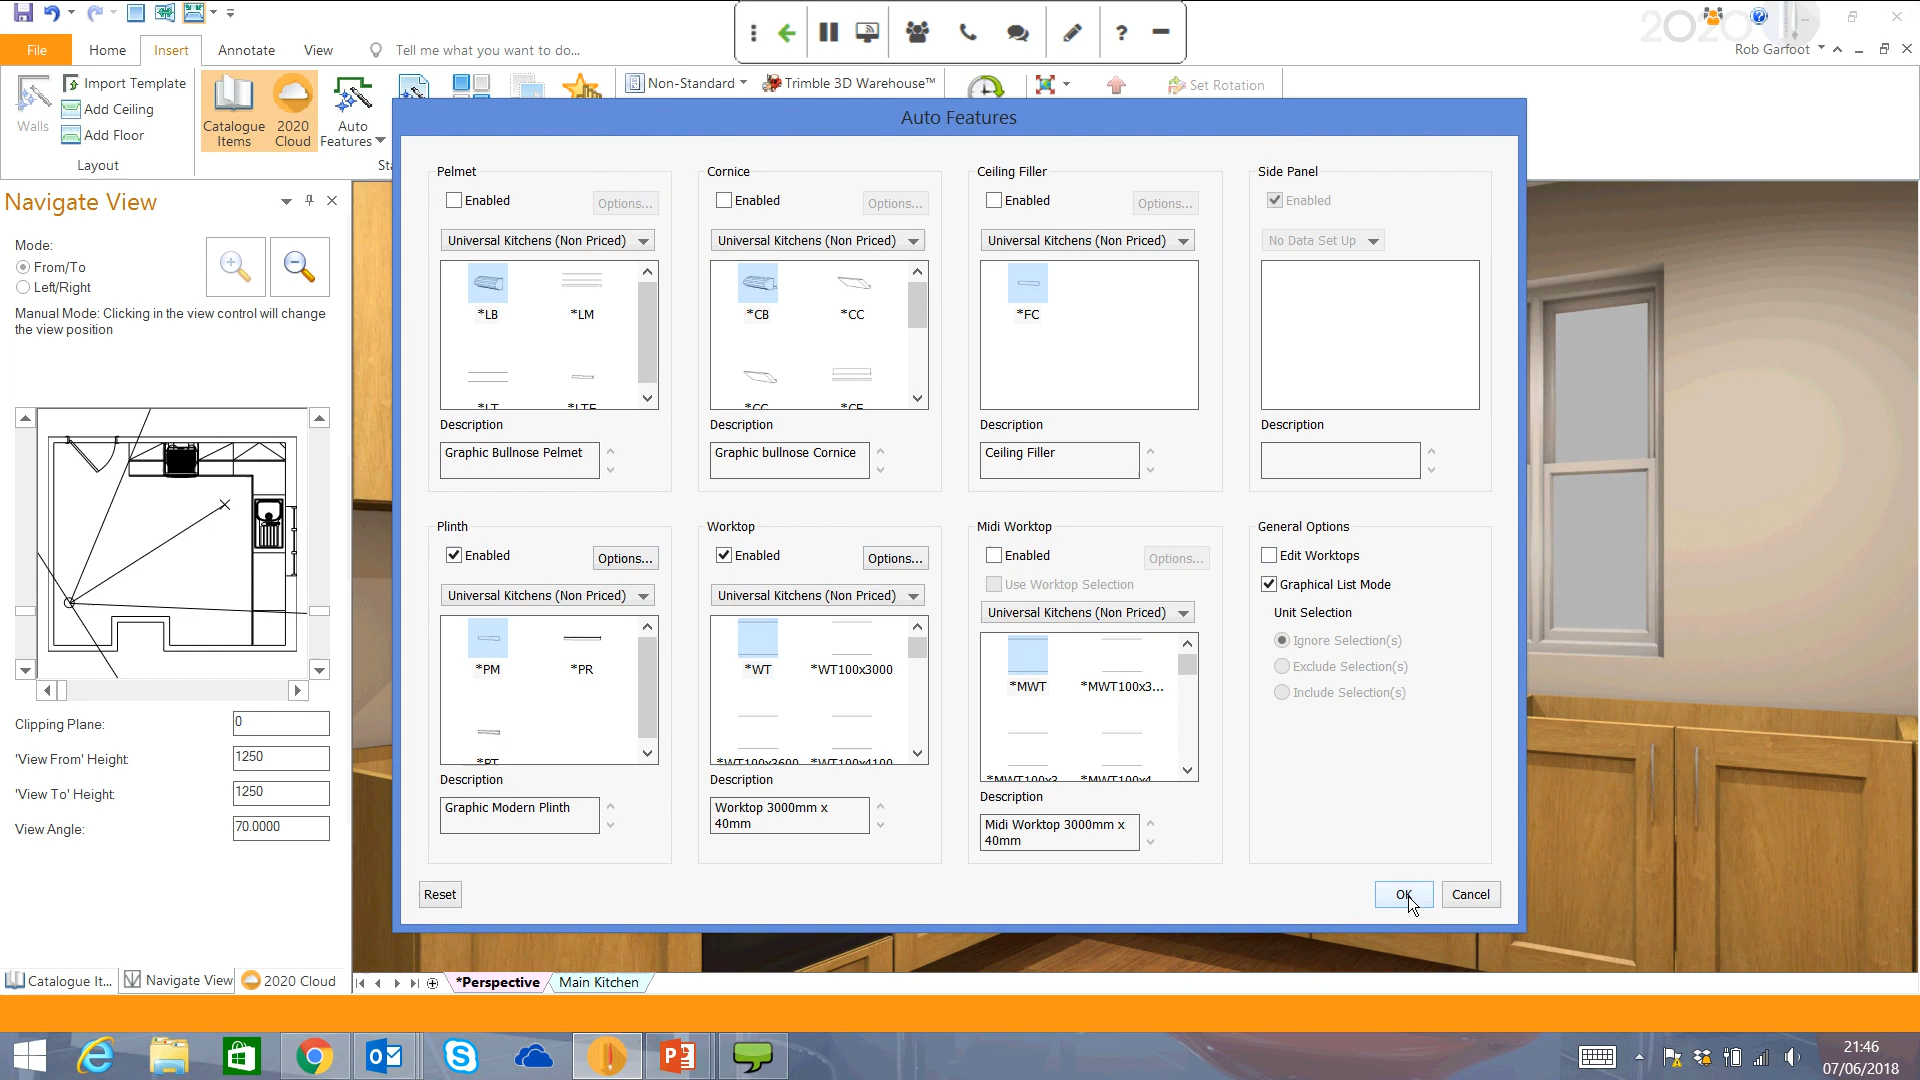 2020
File
Home
Insert
Annotate
View
Tell me what you want to do...
Rob Garfoot
Walls
Import Template
Add Ceiling
Add Floor
Layout
Catalogue
Items
2020
Cloud
Auto
Features
Non-Standard
Trimble 3D Warehouse™
Set Rotation
?
Auto Features
Navigate View
Mode:
From/To
Left/Right
Manual Mode: Clicking in the view control will change
the view position
Clipping Plane:
0
'View From' Height:
1250
'View To' Height:
1250
View Angle:
70.0000
Pelmet
Enabled
Options...
Universal Kitchens (Non Priced)
*LB
*LM
*LT
*LTF
Description
Graphic Bullnose Pelmet
Cornice
Enabled
Options...
Universal Kitchens (Non Priced)
*CB
*CC
*CC
*CF
Description
Graphic bullnose Cornice
Ceiling Filler
Enabled
Options...
Universal Kitchens (Non Priced)
*FC
Description
Ceiling Filler
Side Panel
Enabled
No Data Set Up
Description
Plinth
Enabled
Options...
Universal Kitchens (Non Priced)
*PM
*PR
*PT
Description
Graphic Modern Plinth
Worktop
Enabled
Options...
Universal Kitchens (Non Priced)
*WT
*WT100x3000
*WT100x3600
*WT100x4100
Description
Worktop 3000mm x
40mm
Midi Worktop
Enabled
Options...
Use Worktop Selection
Universal Kitchens (Non Priced)
*MWT
*MWT100x3...
*MWT100x3...
*MWT100x4...
Description
Midi Worktop 3000mm x
40mm
General Options
Edit Worktops
Graphical List Mode
Unit Selection
Ignore Selection(s)
Exclude Selection(s)
Include Selection(s)
Reset
OK
Cancel
Catalogue It...
Navigate View
2020 Cloud
*Perspective
Main Kitchen
21:46
07/06/2018